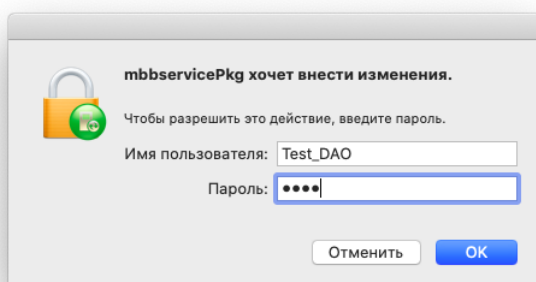 mbbservicePkg хочет внести изменения.
Чтобы разрешить это действие, введите пароль.
Имя пользователя: Test_DAO
Пароль: ••••
Отменить OK